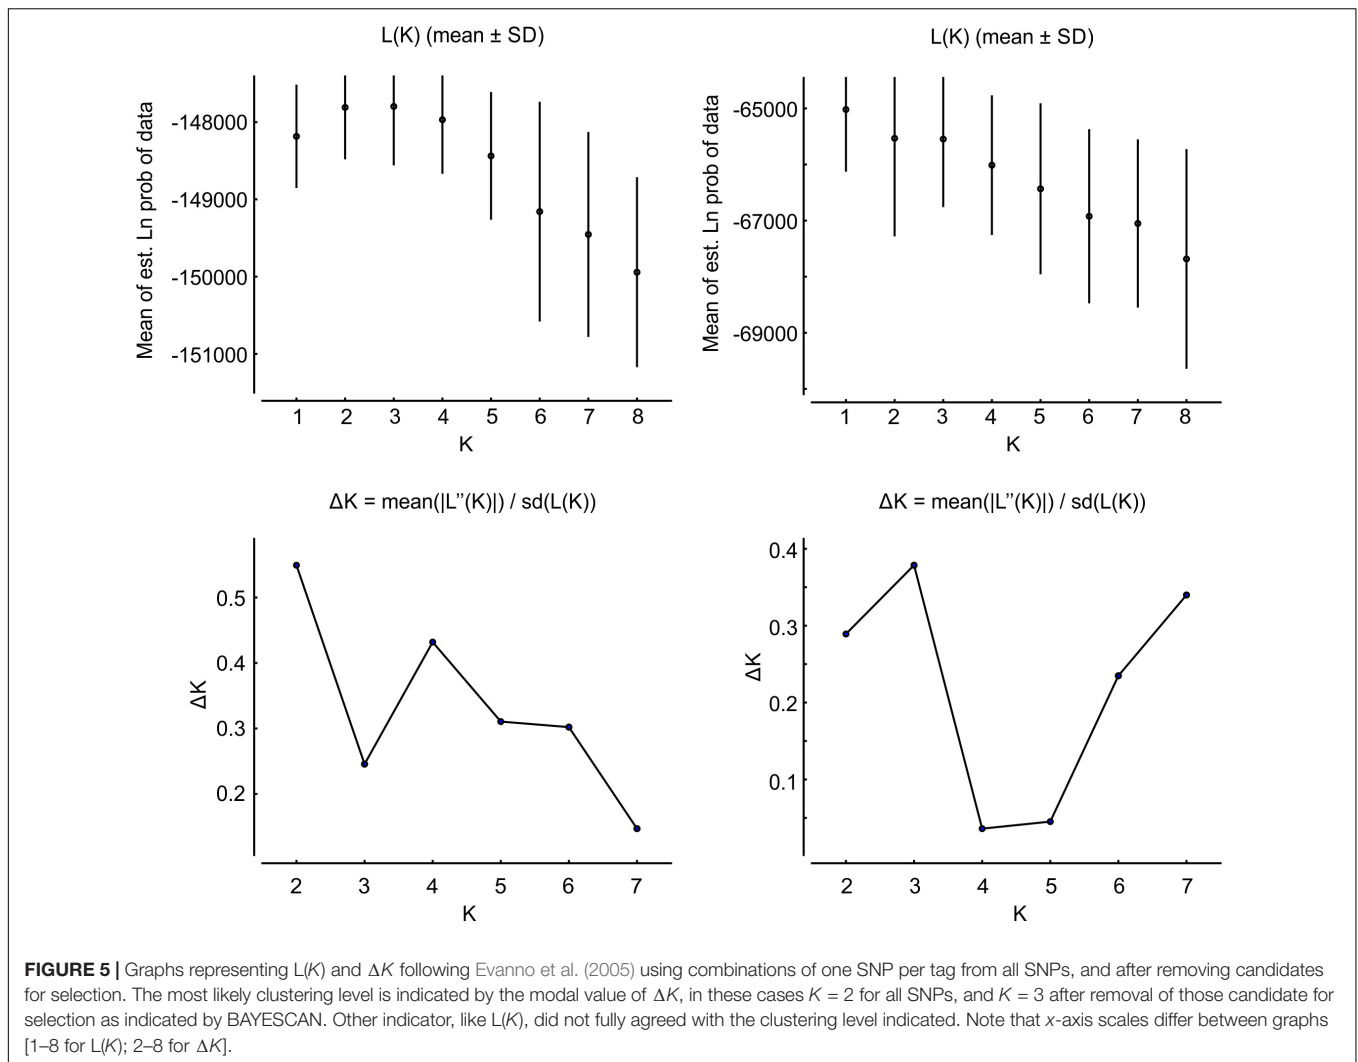 L(K) (mean ± SD)
Mean of est. Ln prob of data
-148000
-149000
-150000
-151000
1 2 3 4 5 6 7 8
K
L(K) (mean ± SD)
Mean of est. Ln prob of data
-65000
-67000
-69000
1 2 3 4 5 6 7 8
K
ΔK = mean(|L”(K)|) / sd(L(K))
ΔK
0.5
0.4
0.3
0.2
2 3 4 5 6 7
K
ΔK = mean(|L”(K)|) / sd(L(K))
ΔK
0.4
0.3
0.2
0.1
2 3 4 5 6 7
K
FIGURE 5 | Graphs representing L(K) and ΔK following Evanno et al. (2005) using combinations of one SNP per tag from all SNPs, and after removing candidates
for selection. The most likely clustering level is indicated by the modal value of ΔK, in these cases K = 2 for all SNPs, and K = 3 after removal of those candidate for
selection as indicated by BAYESCAN. Other indicator, like L(K), did not fully agreed with the clustering level indicated. Note that x-axis scales differ between graphs
[1–8 for L(K); 2–8 for ΔK].